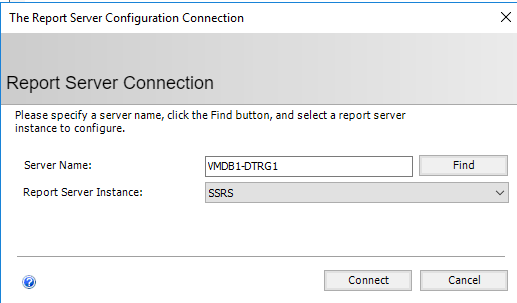 The Report Server Configuration Connection
Report Server Connection
Please specify a server name, click the Find button, and select a report server
instance to configure.
Server Name:
VMDB1-DTRG1
Find
Report Server Instance:
SSRS
Connect
Cancel